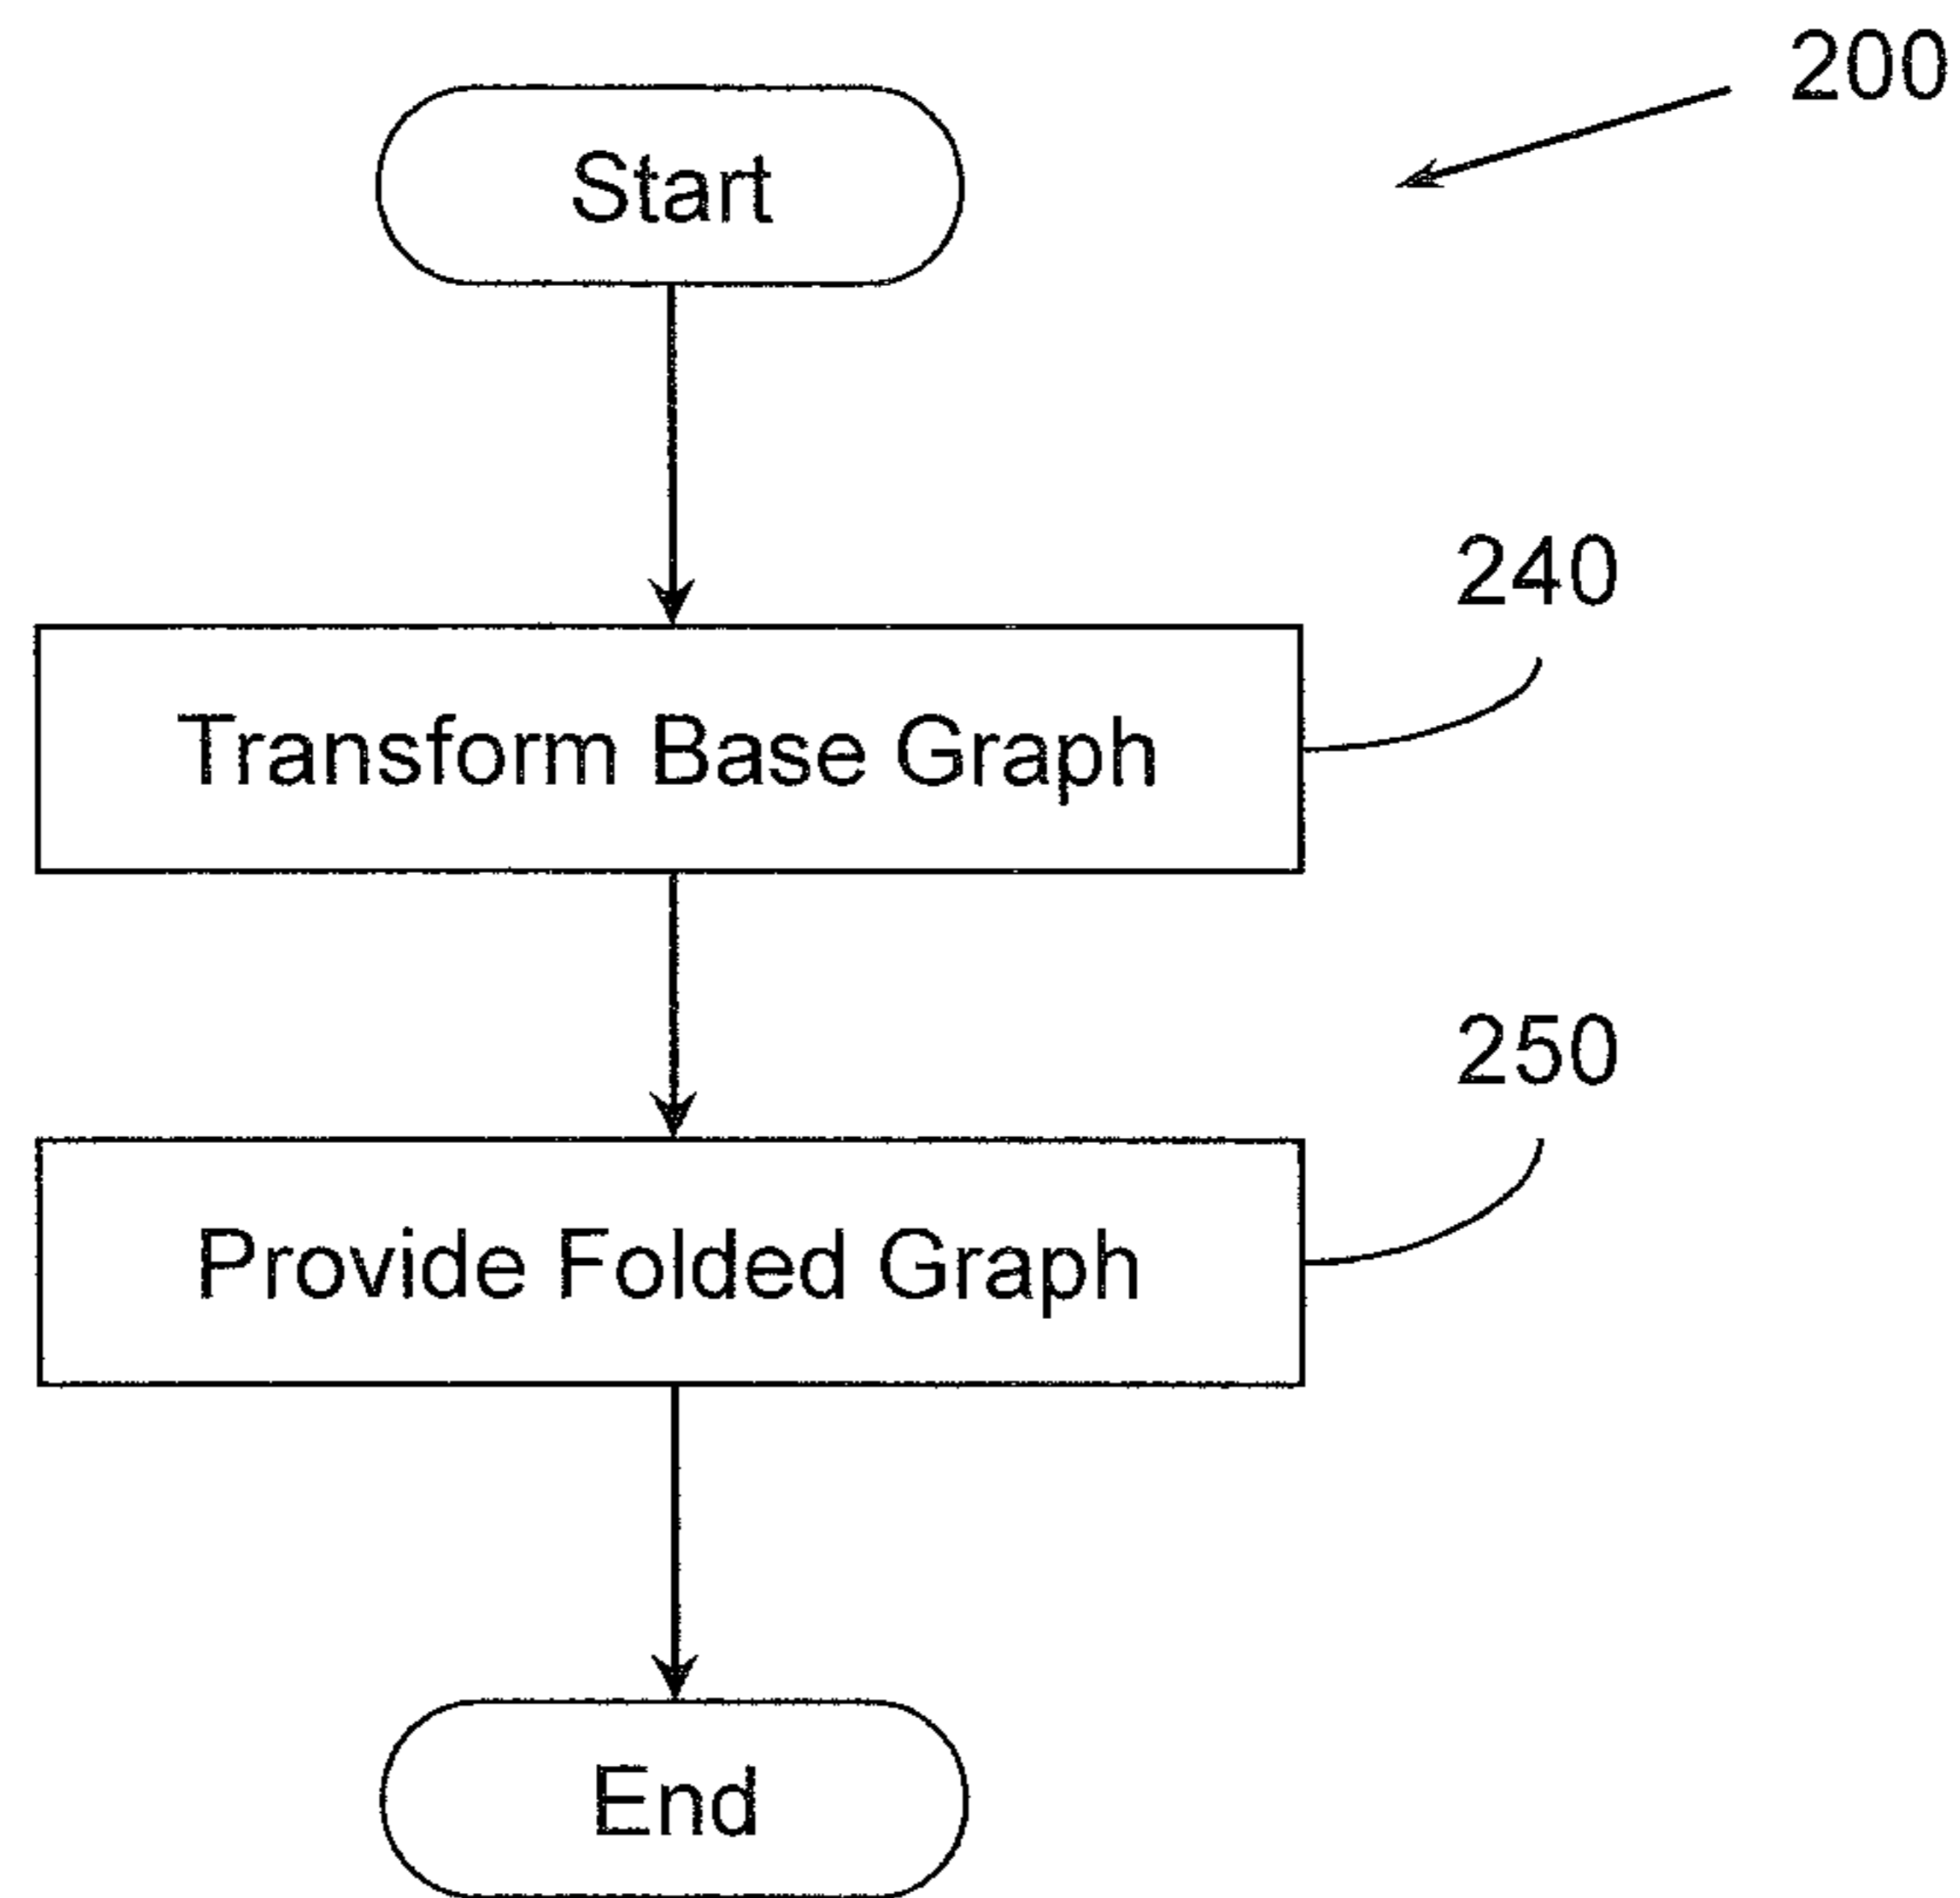 200
Start
240
Transform Base Graph
250
Provide Folded Graph
End